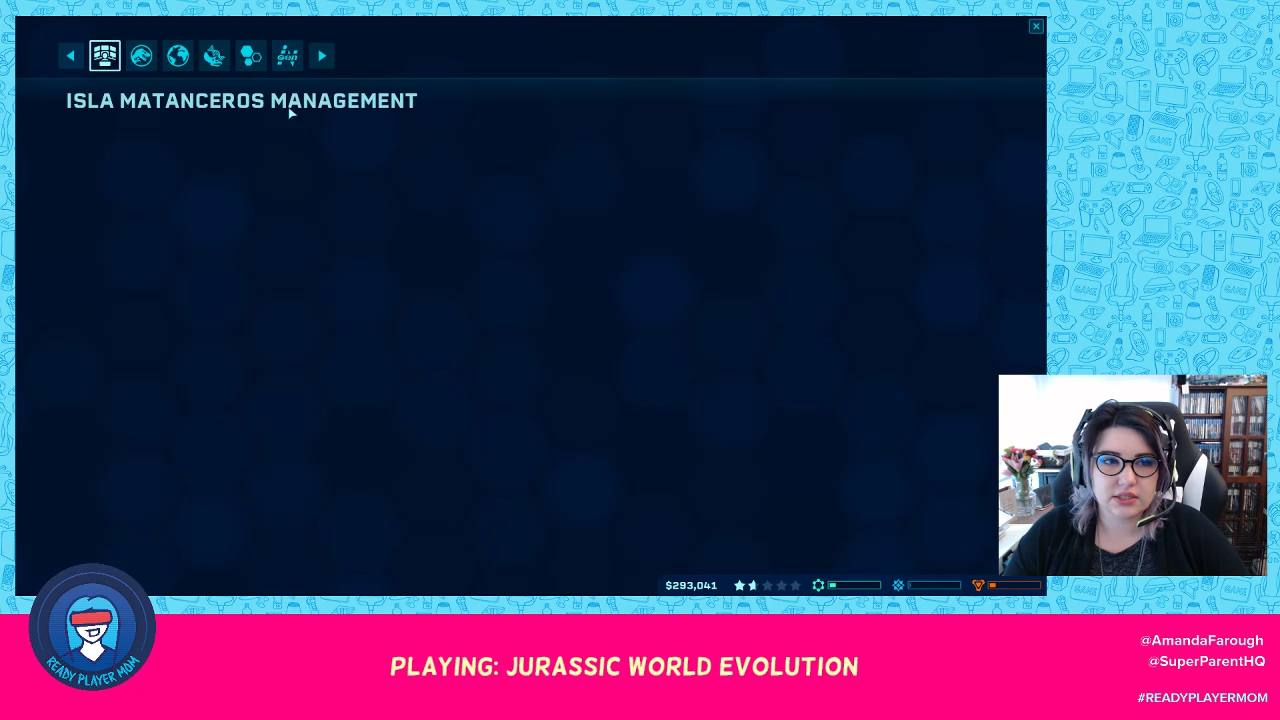 ISLA MATANCEROS MANAGEMENT
$293,041
READY PLAYER MOM
PLAYING: JURASSIC WORLD EVOLUTION
@AmandaFarough
@SuperParentHQ
#READYPLAYERMOM